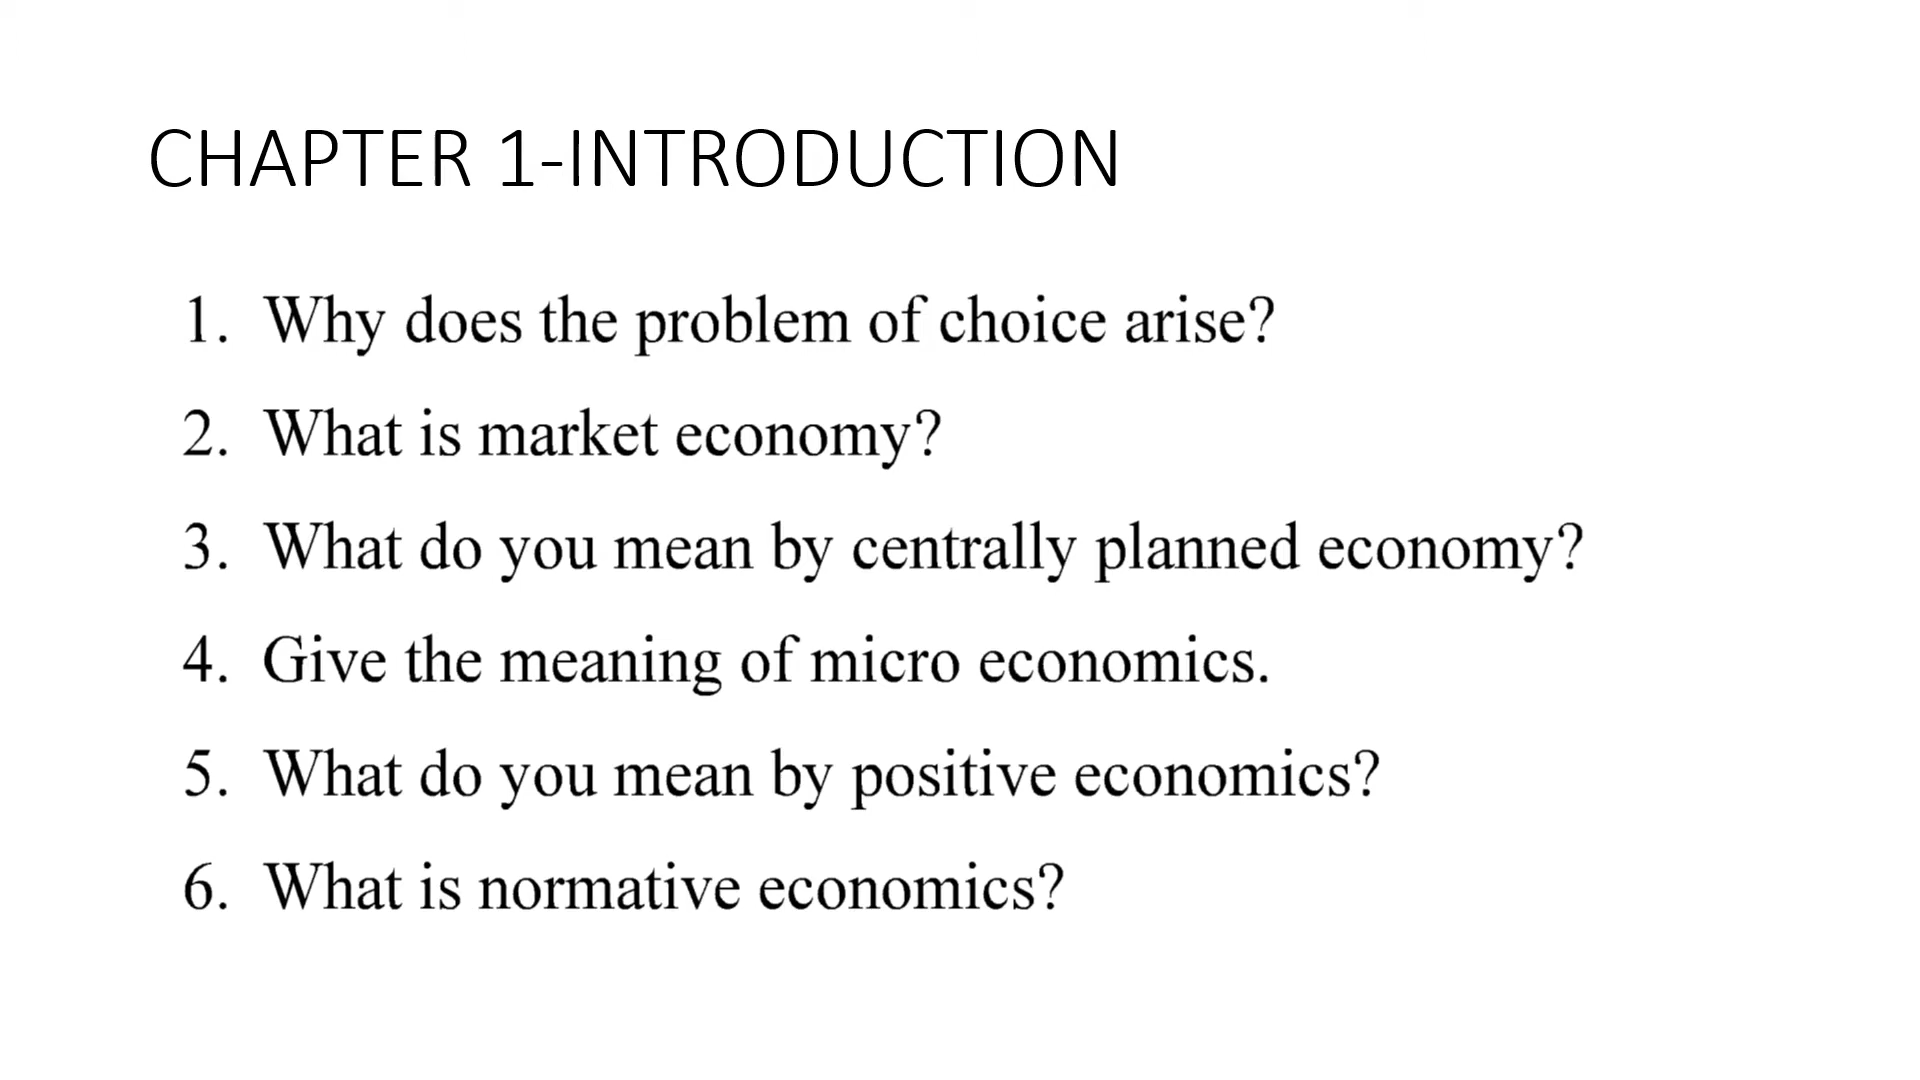 CHAPTER 1-INTRODUCTION
1. Why does the problem of choice arise?
2. What is market economy?
3. What do you mean by centrally planned economy?
4. Give the meaning of micro economics.
5. What do you mean by positive economics?
6. What is normative economics?